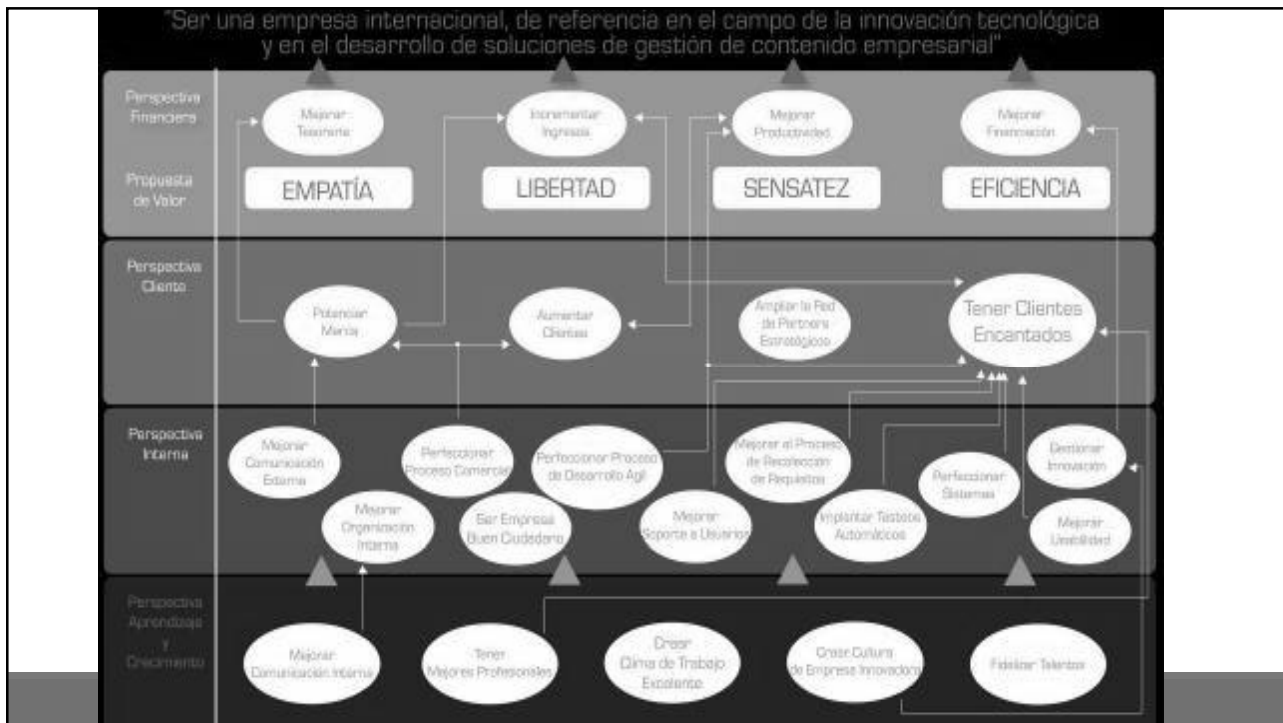 "Ser una empresa internacional, de referencia en el campo de la innovación tecnológica
y en el desarrollo de soluciones de gestión de contenido empresarial"
Perspectiva
Financiera
Mejorar
Tesorería
Incrementar
Ingresos
Mejorar
Productividad
Mejorar
Financiación
Propuesta
de Valor
EMPATÍA
LIBERTAD
SENSATEZ
EFICIENCIA
Perspectiva
Cliente
Potenciar
Marca
Aumentar
Clientes
Ampliar la Red
de Partners
Estratégicos
Tener Clientes
Encantados
Perspectiva
Interna
Mejorar
Comunicación
Externa
Perfeccionar
Proceso Comercial
Perfeccionar Proceso
de Desarrollo Agil
Mejorar el Proceso
de Recolección
de Requisitos
Gestionar
Innovación
Perfeccionar
Sistemas
Mejorar
Organización
Interna
Ser Empresa
Buen Ciudadano
Mejorar
Soporte a Usuarios
Implantar Testeos
Automáticos
Mejorar
Usabilidad
Perspectiva
Aprendizaje
y
Crecimiento
Mejorar
Comunicación Interna
Tener
Mejores Profesionales
Crear
Clima de Trabajo
Excelente
Crear Cultura
de Empresa Innovadora
Fidelizar Talentos